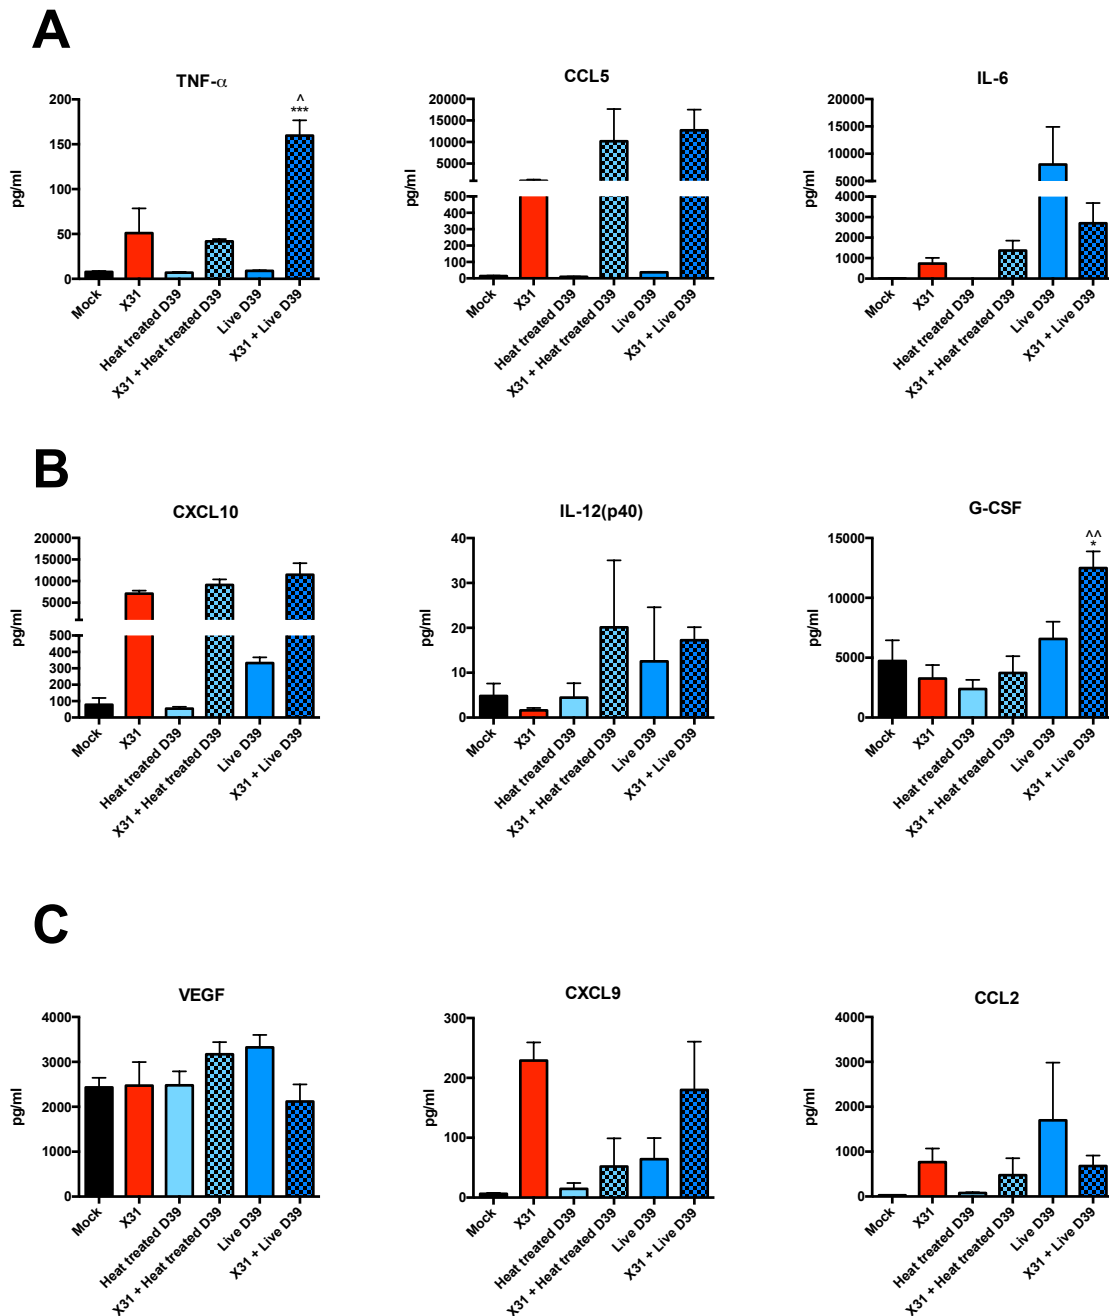 A
TNF-α
pg/ml
200
150
100
50
0
^
***
Mock
X31
Heat treated D39
X31 + Heat treated D39
Live D39
X31 + Live D39
CCL5
pg/ml
20000
15000
10000
5000
500
400
300
200
100
0
Mock
X31
Heat treated D39
X31 + Heat treated D39
Live D39
X31 + Live D39
IL-6
pg/ml
20000
15000
10000
5000
4000
3000
2000
1000
0
Mock
X31
Heat treated D39
X31 + Heat treated D39
Live D39
X31 + Live D39
B
CXCL10
pg/ml
20000
15000
10000
5000
500
400
300
200
100
0
Mock
X31
Heat treated D39
X31 + Heat treated D39
Live D39
X31 + Live D39
IL-12(p40)
pg/ml
40
30
20
10
0
Mock
X31
Heat treated D39
X31 + Heat treated D39
Live D39
X31 + Live D39
G-CSF
pg/ml
15000
10000
5000
0
^^
*
Mock
X31
Heat treated D39
X31 + Heat treated D39
Live D39
X31 + Live D39
C
VEGF
pg/ml
4000
3000
2000
1000
0
Mock
X31
Heat treated D39
X31 + Heat treated D39
Live D39
X31 + Live D39
CXCL9
pg/ml
300
200
100
0
Mock
X31
Heat treated D39
X31 + Heat treated D39
Live D39
X31 + Live D39
CCL2
pg/ml
4000
3000
2000
1000
0
Mock
X31
Heat treated D39
X31 + Heat treated D39
Live D39
X31 + Live D39